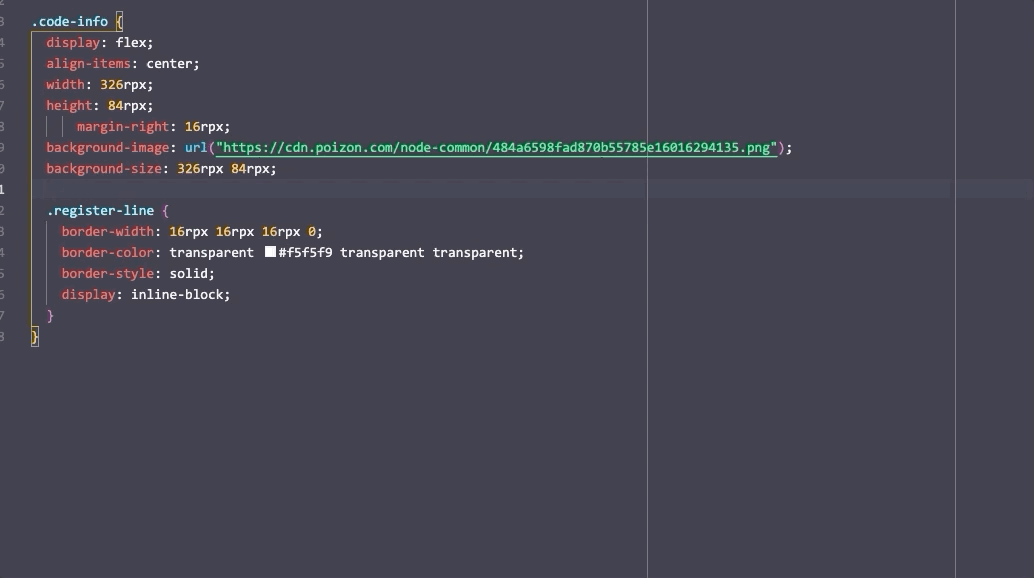 .code-info {
display: flex;
align-items: center;
width: 326rpx;
height: 84rpx;
margin-right: 16rpx;
background-image: url("https://cdn.poizon.com/node-common/484a6598fad870b55785e16016294135.png");
background-size: 326rpx 84rpx;
.register-line {
border-width: 16rpx 16rpx 16rpx 0;
border-color: transparent #f5f5f9 transparent transparent;
border-style: solid;
display: inline-block;
}
}